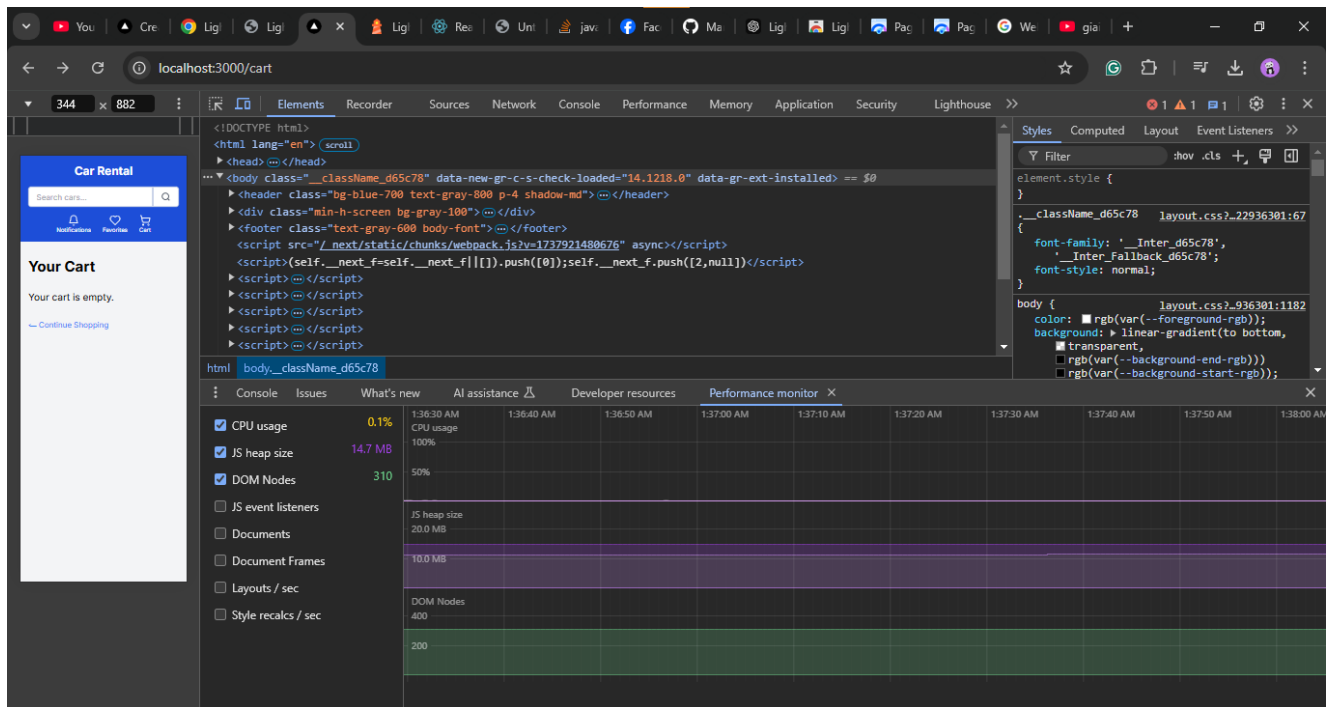 You
Cre
Ligl
Ligl
Ligl
Rea
Unt
java
Fac
Ma
Ligl
Ligl
Pag
Pag
We
giai
localhost:3000/cart
344 × 882
Elements Recorder Sources Network Console Performance Memory Application Security Lighthouse
1 1 1
Car Rental
Search cars...
Notifications Favorites Cart
Your Cart
Your cart is empty.
Continue Shopping
<!DOCTYPE html>
<html lang="en"> scroll
<head> </head>
<body class="__className_d65c78" data-new-gr-c-s-check-loaded="14.1218.0" data-gr-ext-installed> == $0
<header class="bg-blue-700 text-gray-800 p-4 shadow-md"> </header>
<div class="min-h-screen bg-gray-100"> </div>
<footer class="text-gray-600 body-font"> </footer>
<script src="/_next/static/chunks/webpack.js?v=1737921480676" async></script>
<script>(self.__next_f=self.__next_f||[]).push([0]);self.__next_f.push([2,null])</script>
<script> </script>
<script> </script>
<script> </script>
<script> </script>
<script> </script>
html body.__className_d65c78
Styles Computed Layout Event Listeners
Filter :hov .cls
element.style {
}
.__className_d65c78 layout.css?…22936301:67
{
font-family: '__Inter_d65c78',
'__Inter_Fallback_d65c78';
font-style: normal;
}
body { layout.css?…936301:1182
color: rgb(var(--foreground-rgb));
background: linear-gradient(to bottom,
transparent,
rgb(var(--background-end-rgb)))
rgb(var(--background-start-rgb));
Console Issues What's new AI assistance Developer resources Performance monitor
CPU usage 0.1%
JS heap size 14.7 MB
DOM Nodes 310
JS event listeners
Documents
Document Frames
Layouts / sec
Style recalcs / sec
1:36:30 AM 1:36:40 AM 1:36:50 AM 1:37:00 AM 1:37:10 AM 1:37:20 AM 1:37:30 AM 1:37:40 AM 1:37:50 AM 1:38:00 AM
CPU usage
100%
50%
JS heap size
20.0 MB
10.0 MB
DOM Nodes
400
200